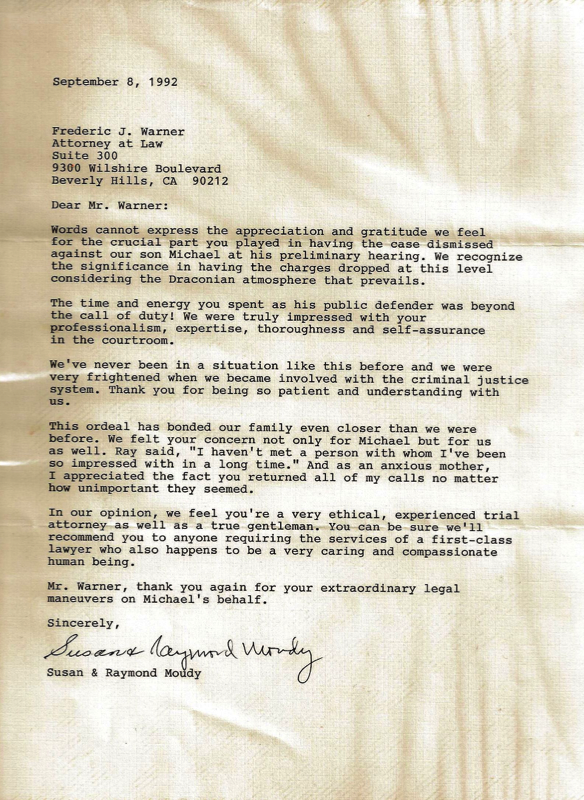 September 8, 1992
Frederic J. Warner
Attorney at Law
Suite 300
9300 Wilshire Boulevard
Beverly Hills, CA  90212
Dear Mr. Warner:
Words cannot express the appreciation and gratitude we feel
for the crucial part you played in having the case dismissed
against our son Michael at his preliminary hearing. We recognize
the significance in having the charges dropped at this level
considering the Draconian atmosphere that prevails.
The time and energy you spent as his public defender was beyond
the call of duty! We were truly impressed with your
professionalism, expertise, thoroughness and self-assurance
in the courtroom.
We've never been in a situation like this before and we were
very frightened when we became involved with the criminal justice
system. Thank you for being so patient and understanding with
us.
This ordeal has bonded our family even closer than we were
before. We felt your concern not only for Michael but for us
as well. Ray said, "I haven't met a person with whom I've been
so impressed with in a long time." And as an anxious mother,
I appreciated the fact you returned all of my calls no matter
how unimportant they seemed.
In our opinion, we feel you're a very ethical, experienced trial
attorney as well as a true gentleman. You can be sure we'll
recommend you to anyone requiring the services of a first-class
lawyer who also happens to be a very caring and compassionate
human being.
Mr. Warner, thank you again for your extraordinary legal
maneuvers on Michael's behalf.
Sincerely,
Susan & Raymond Moudy
Susan & Raymond Moudy